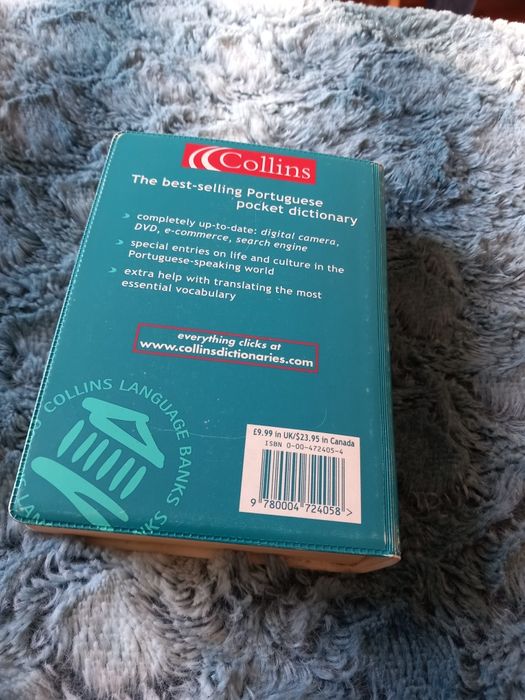 Collins
The best-selling Portuguese
pocket dictionary
completely up-to-date: digital camera,
DVD, e-commerce, search engine
special entries on life and culture in the
Portuguese-speaking world
extra help with translating the most
essential vocabulary
everything clicks at
www.collinsdictionaries.com
COLLINS LANGUAGE BANKS
£9.99 in UK/$23.95 in Canada
ISBN 0-00-472405-4
9 780004 724058 >